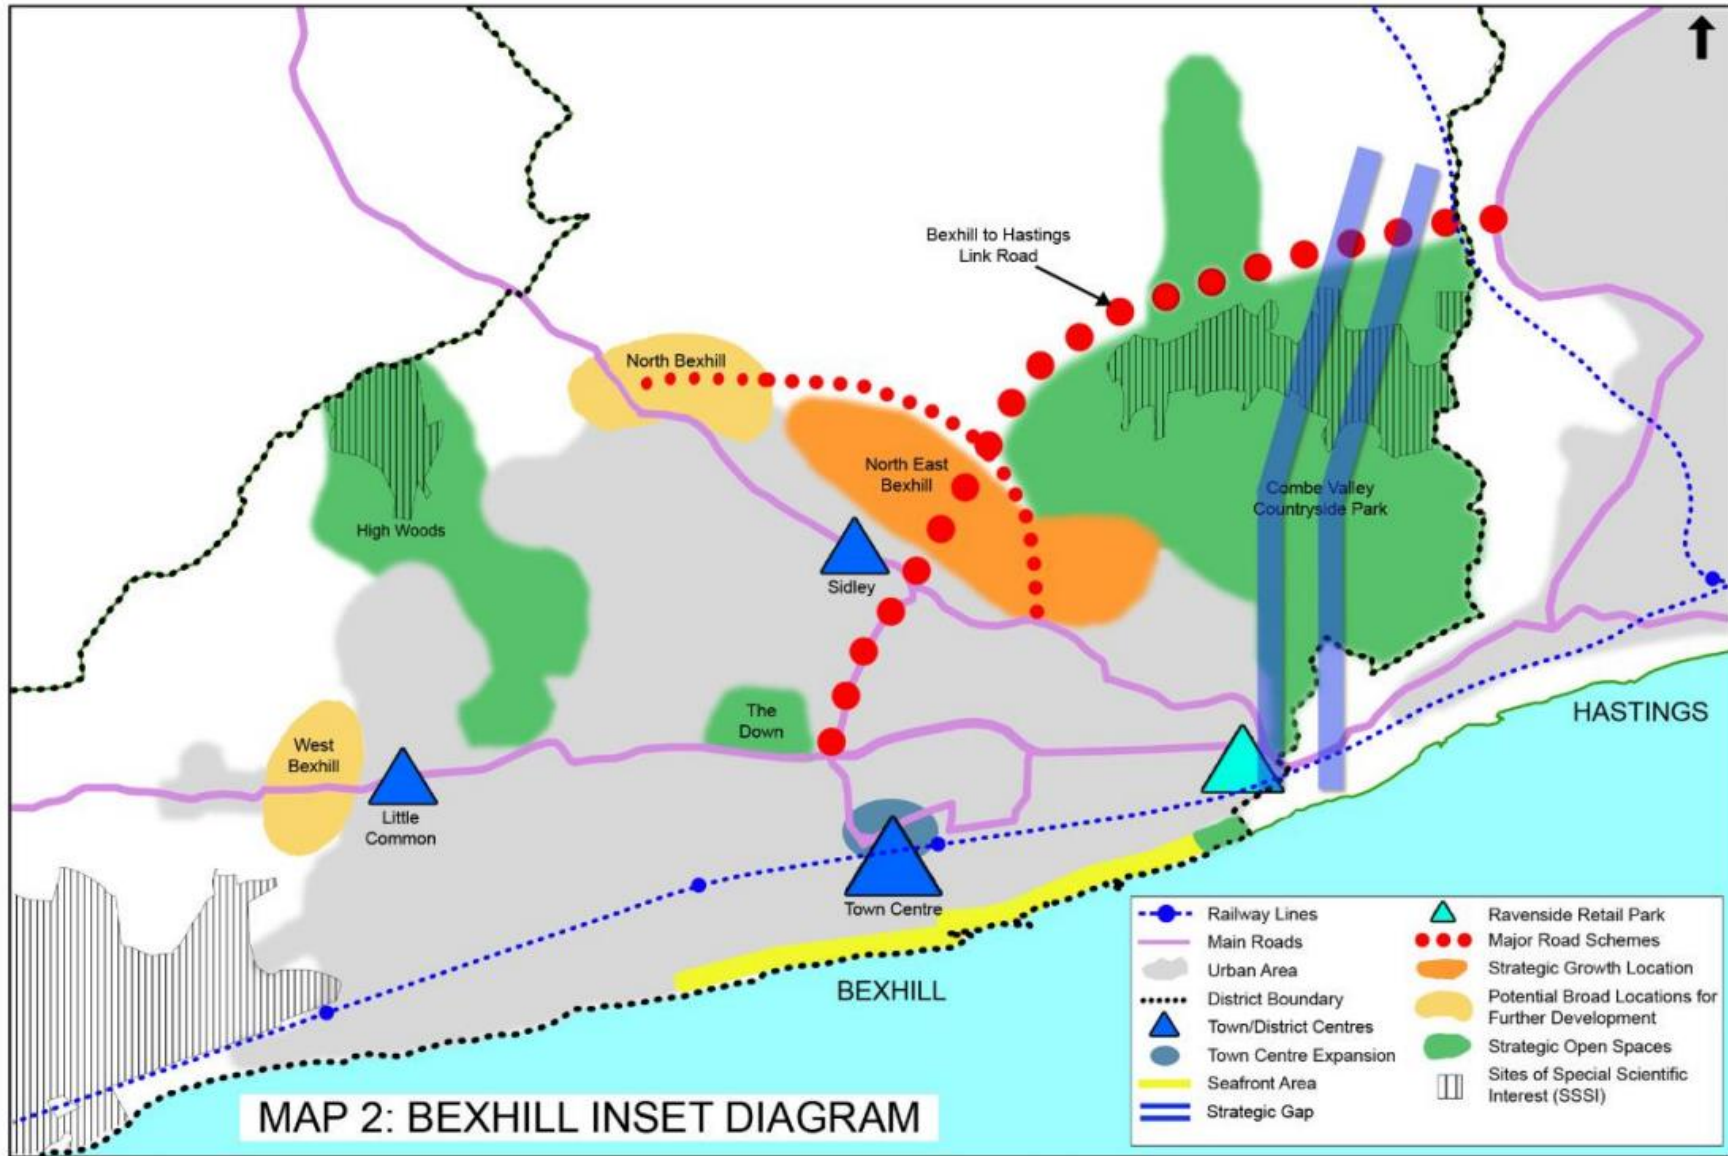 Bexhill to Hastings
Link Road
North Bexhill
North East
Bexhill
Combe Valley
Countryside Park
High Woods
Sidley
The
Down
West
Bexhill
Little
Common
HASTINGS
Town Centre
BEXHILL
MAP 2: BEXHILL INSET DIAGRAM
Railway Lines
Main Roads
Urban Area
District Boundary
Town/District Centres
Town Centre Expansion
Seafront Area
Strategic Gap
Ravenside Retail Park
Major Road Schemes
Strategic Growth Location
Potential Broad Locations for
Further Development
Strategic Open Spaces
Sites of Special Scientific
Interest (SSSI)